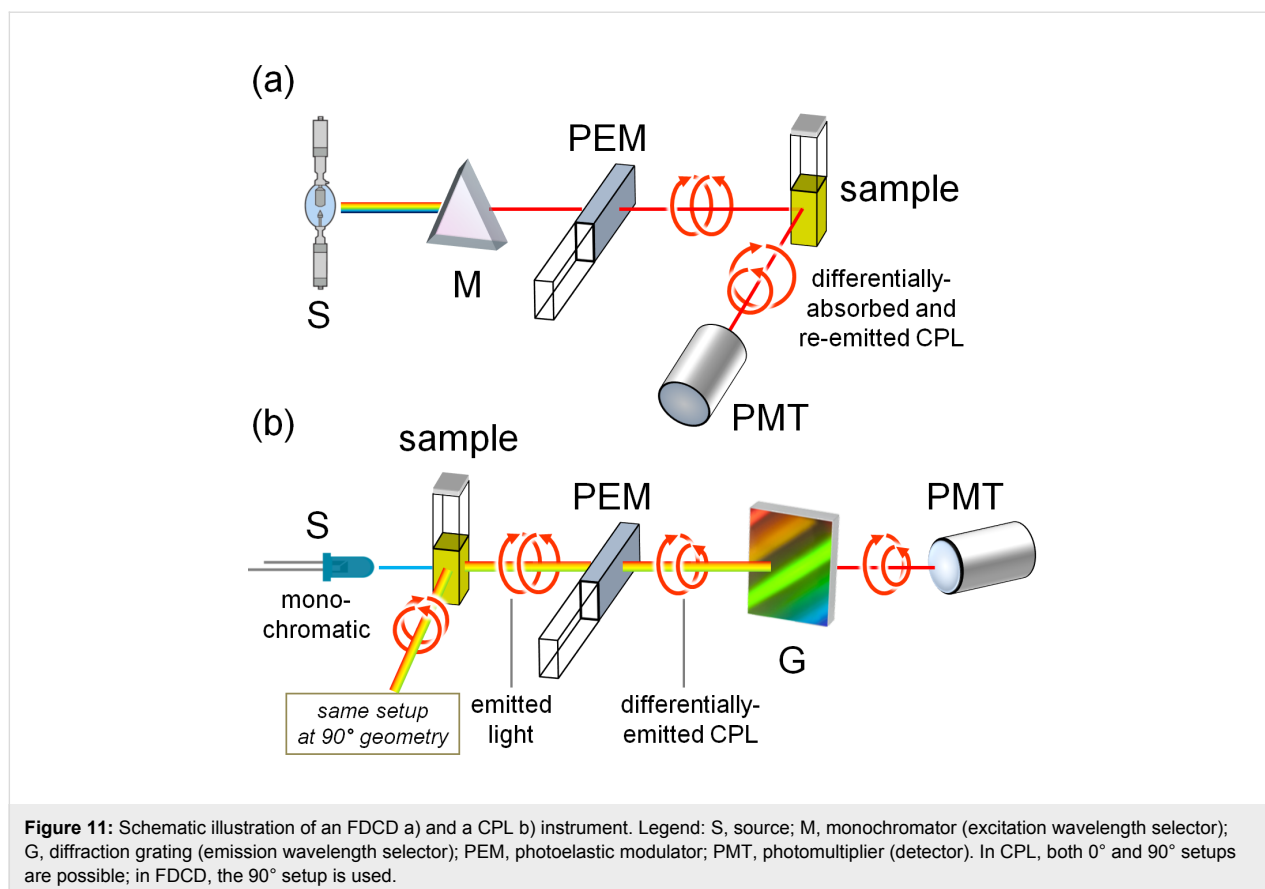 (a)
PEM
sample
S
M
differentially-
absorbed and
re-emitted CPL
PMT
(b)
sample
PEM
PMT
S
mono-
chromatic
G
same setup
at 90° geometry
emitted
light
differentially-
emitted CPL
Figure 11: Schematic illustration of an FDCD a) and a CPL b) instrument. Legend: S, source; M, monochromator (excitation wavelength selector);
G, diffraction grating (emission wavelength selector); PEM, photoelastic modulator; PMT, photomultiplier (detector). In CPL, both 0° and 90° setups
are possible; in FDCD, the 90° setup is used.